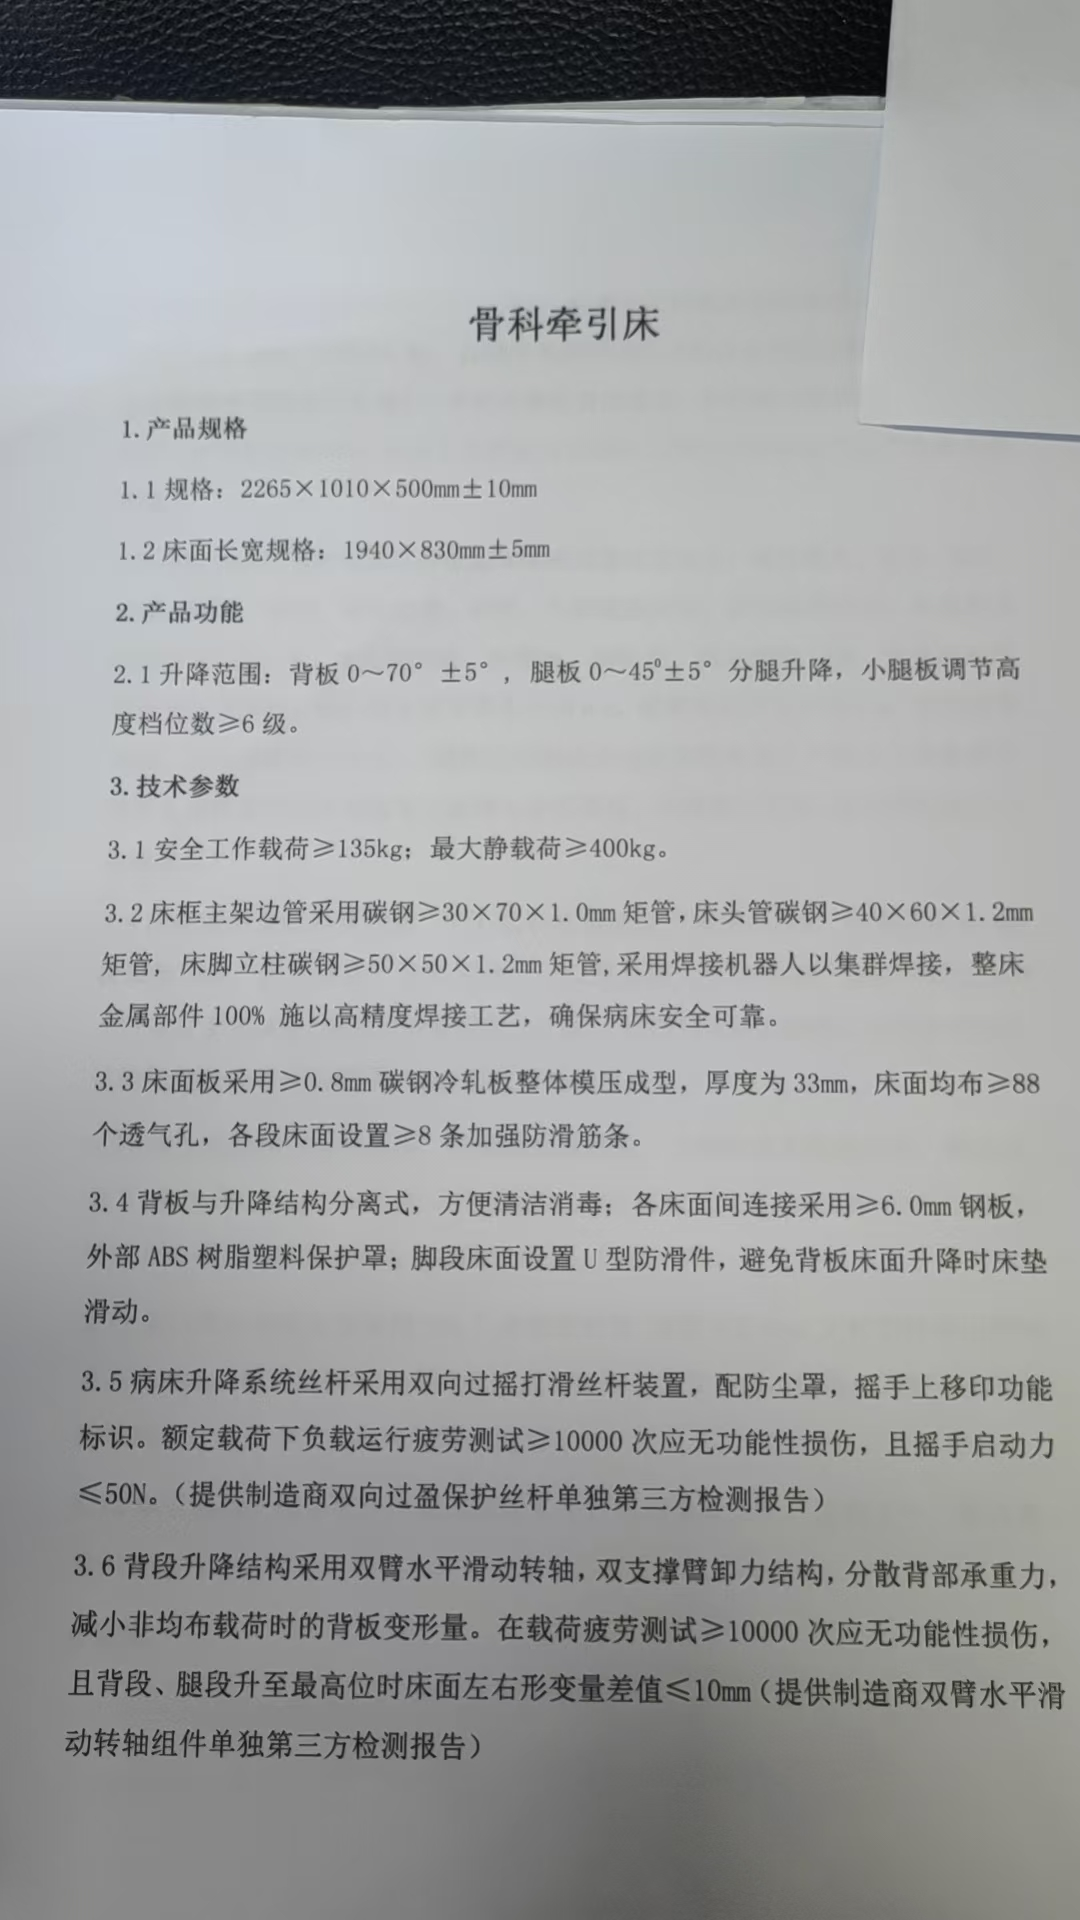 骨科牵引床
1.产品规格
1.1 规格：2265×1010×500mm±10mm
1.2 床面长宽规格：1940×830mm±5mm
2.产品功能
2.1 升降范围：背板 0～70° ±5°, 腿板 0～45⁰±5° 分腿升降，小腿板调节高
度档位数≥6 级。
3.技术参数
3.1 安全工作载荷≥135kg；最大静载荷≥400kg。
3.2 床框主架边管采用碳钢≥30×70×1.0mm 矩管,床头管碳钢≥40×60×1.2mm
矩管, 床脚立柱碳钢≥50×50×1.2mm 矩管,采用焊接机器人以集群焊接，整床
金属部件 100% 施以高精度焊接工艺，确保病床安全可靠。
3.3 床面板采用≥0.8mm 碳钢冷轧板整体模压成型，厚度为 33mm，床面均布≥88
个透气孔，各段床面设置≥8 条加强防滑筋条。
3.4 背板与升降结构分离式，方便清洁消毒；各床面间连接采用≥6.0mm 钢板，
外部 ABS 树脂塑料保护罩；脚段床面设置 U 型防滑件，避免背板床面升降时床垫
滑动。
3.5 病床升降系统丝杆采用双向过摇打滑丝杆装置，配防尘罩，摇手上移印功能
标识。额定载荷下负载运行疲劳测试≥10000 次应无功能性损伤，且摇手启动力
≤50N。（提供制造商双向过盈保护丝杆单独第三方检测报告）
3.6 背段升降结构采用双臂水平滑动转轴，双支撑臂卸力结构，分散背部承重力，
减小非均布载荷时的背板变形量。在载荷疲劳测试≥10000 次应无功能性损伤，
且背段、腿段升至最高位时床面左右形变量差值≤10mm（提供制造商双臂水平滑
动转轴组件单独第三方检测报告）